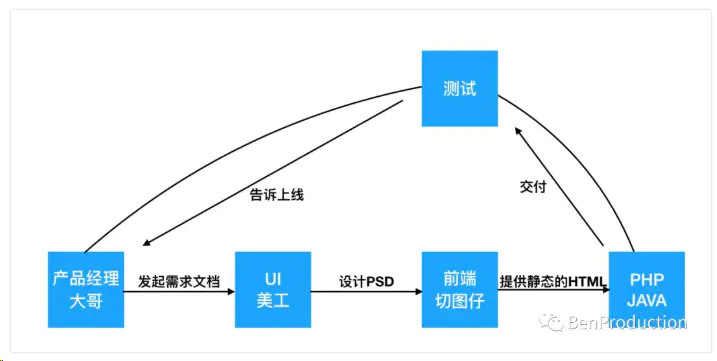 测试
告诉上线
交付
产品经理
大哥
发起需求文档
UI
美工
设计PSD
前端
切图仔
提供静态的HTML
PHP
JAVA
BenProduction